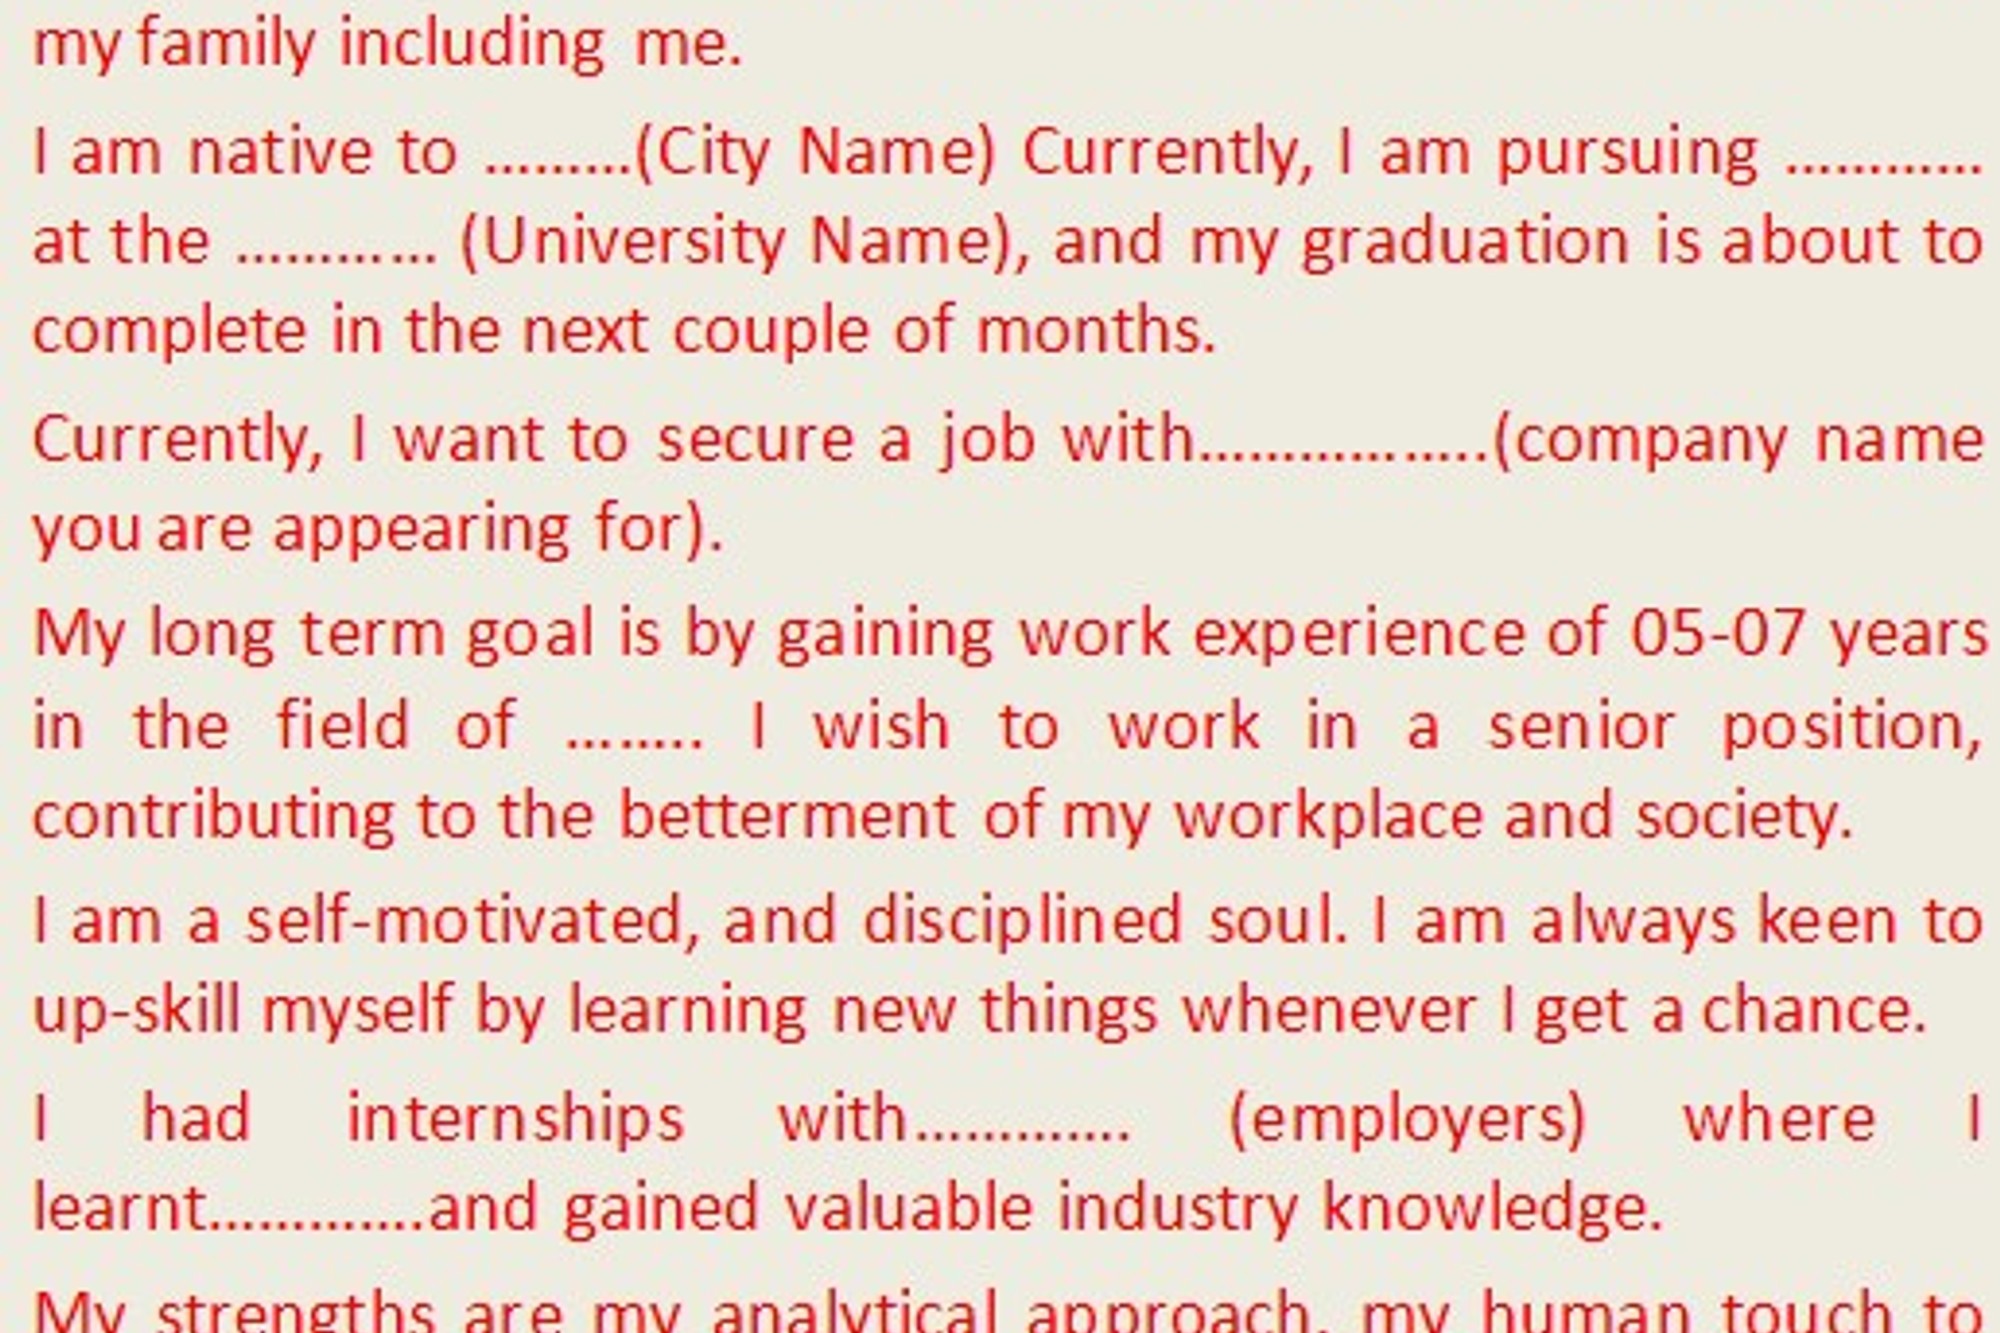 my family including me.
I am native to .........(City Name) Currently, I am pursuing ............
at the ............ (University Name), and my graduation is about to
complete in the next couple of months.
Currently, I want to secure a job with..................(company name
you are appearing for).
My long term goal is by gaining work experience of 05-07 years
in the field of ........ I wish to work in a senior position,
contributing to the betterment of my workplace and society.
I am a self-motivated, and disciplined soul. I am always keen to
up-skill myself by learning new things whenever I get a chance.
I had internships with............. (employers) where I
learnt.............and gained valuable industry knowledge.
My strengths are my analytical approach, my human touch to